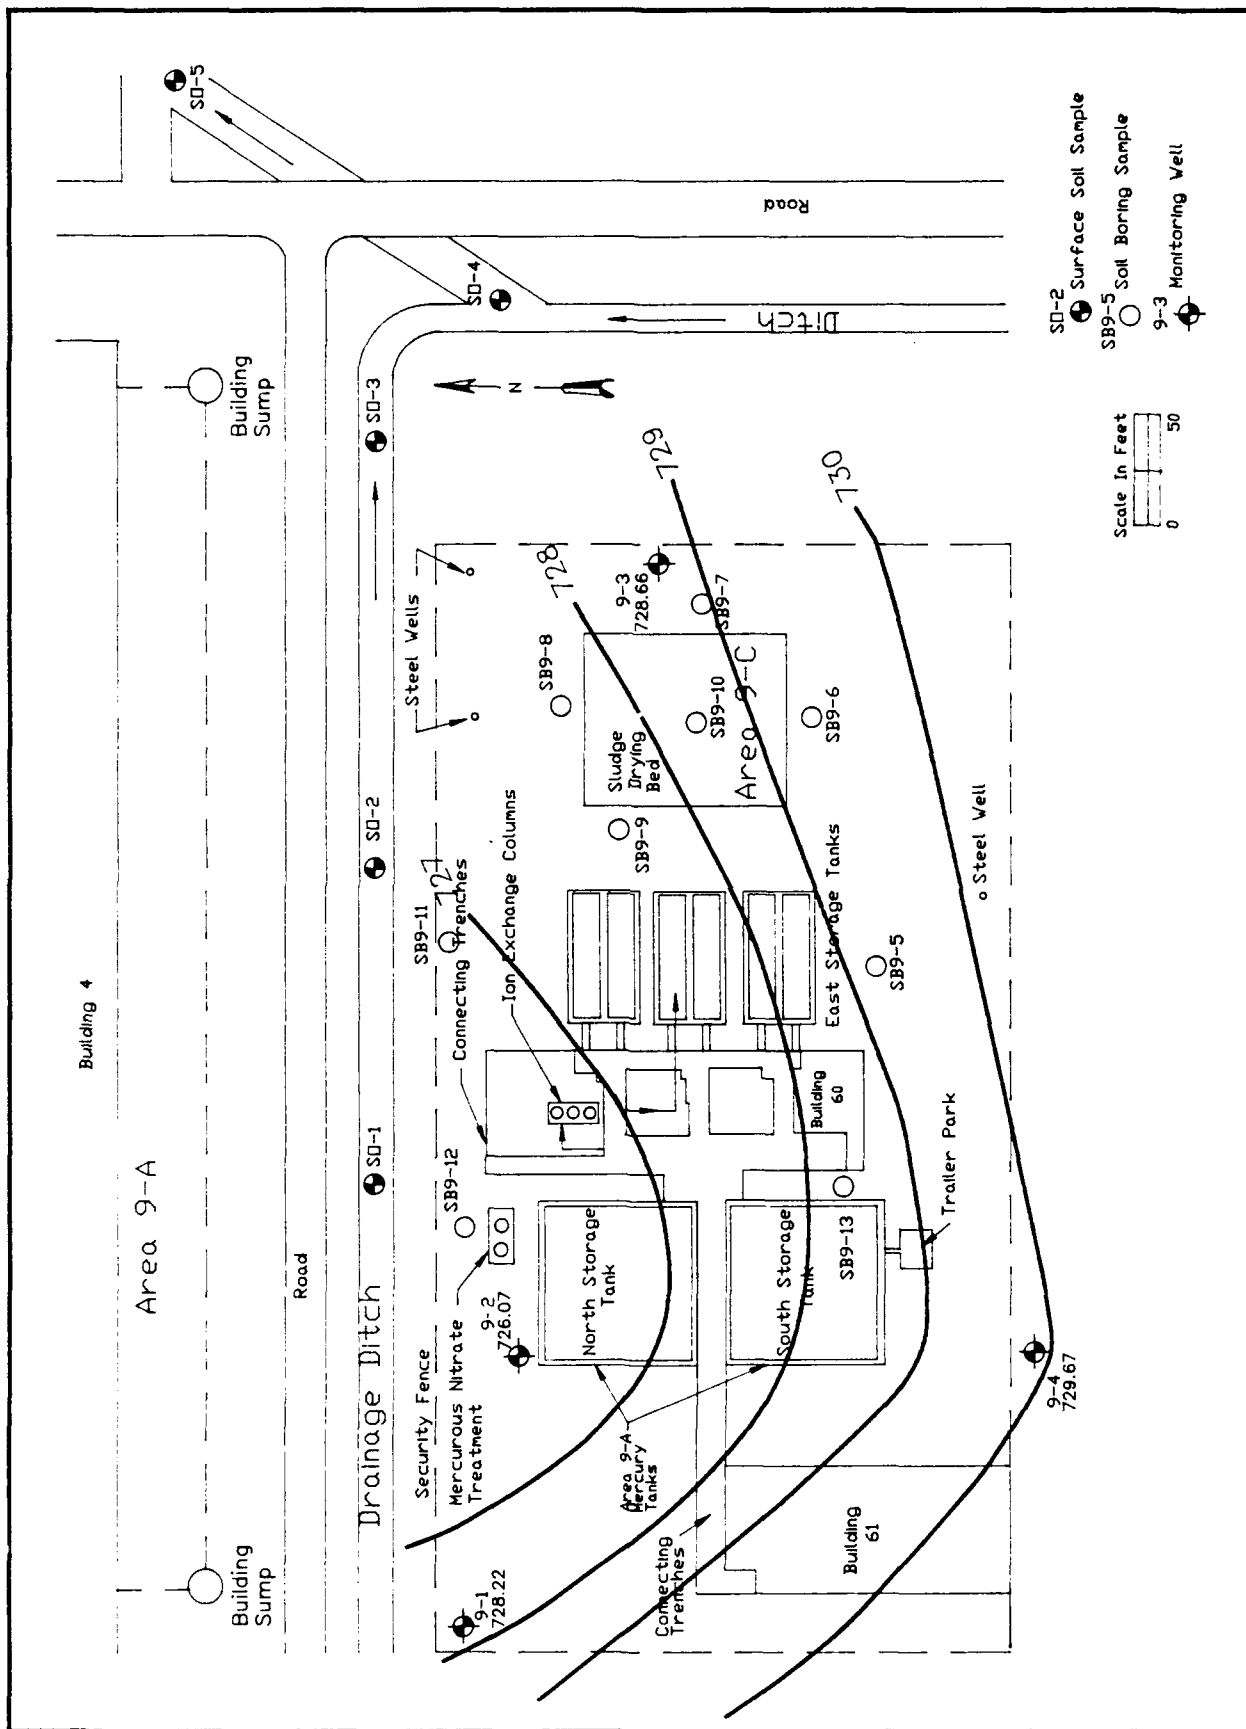 SD-5
Road
SD-4
Ditch
Building 4
Area 9-A
Building
Sump
Building
Sump
Road
Drainage Ditch
SD-1
SD-2
SD-3
N
Steel Wells
Security Fence
Mercurous Nitrate
Treatment
SB9-12
Connecting Trenches
Ion Exchange Columns
SB9-11
727
728
729
730
9-1
728.22
9-2
726.07
9-3
728.66
9-4
729.67
North Storage
Tank
South Storage
Tank
Area 9-A
Mercury
Tanks
Connecting
Trenches
Building
61
Building
60
SB9-13
Trailer Park
East Storage Tanks
SB9-5
SB9-9
SB9-8
Sludge
Drying
Bed
SB9-10
Area 9-C
SB9-7
SB9-6
Steel Well
SD-2
Surface Soil Sample
SB9-5
Soil Boring Sample
9-3
Monitoring Well
Scale In Feet
0 50